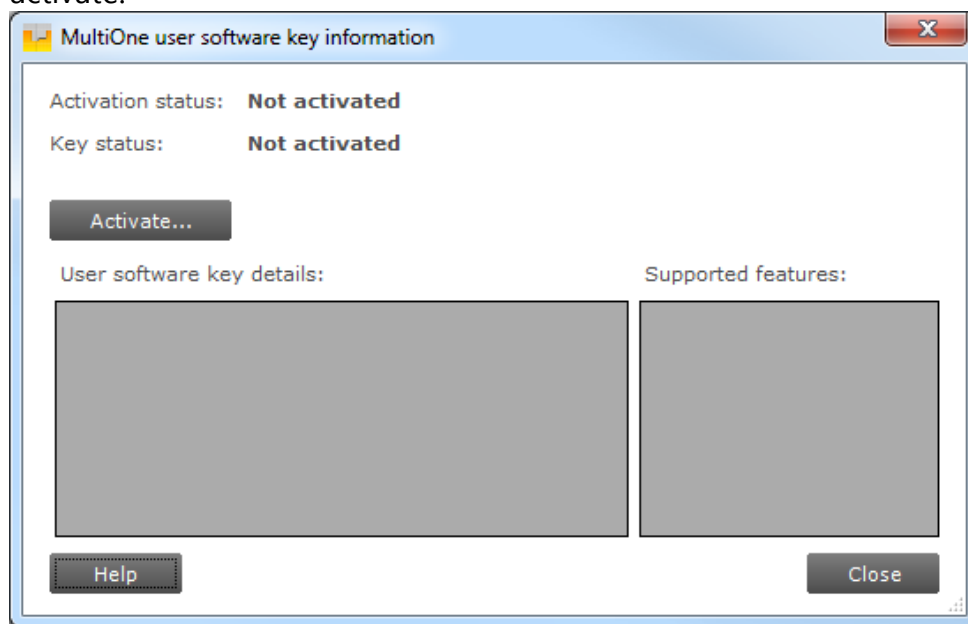 activate.
MultiOne user software key information
Activation status: Not activated
Key status: Not activated
Activate...
User software key details: Supported features:
Help Close